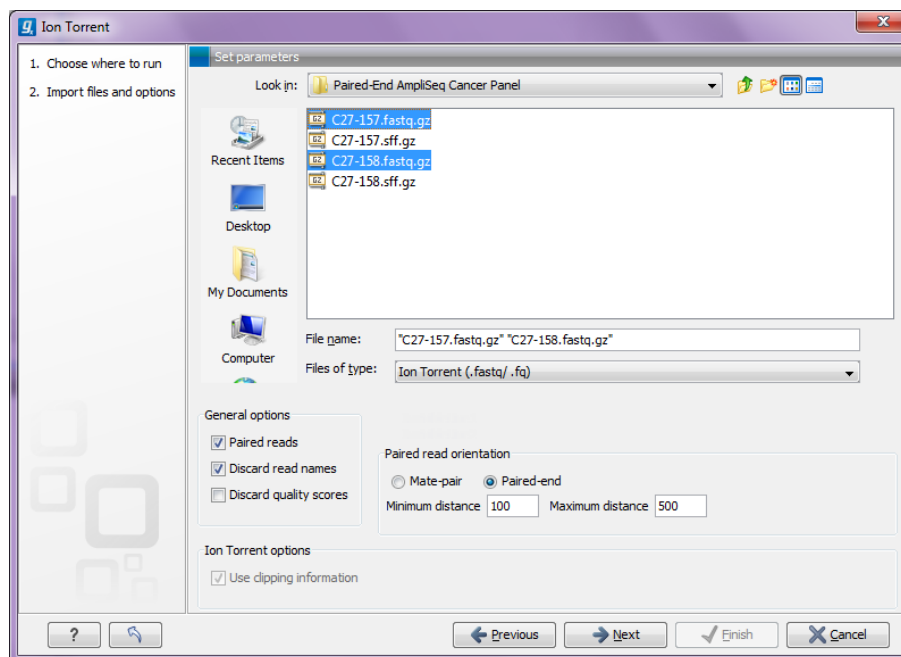 Ion Torrent
1. Choose where to run
2. Import files and options
Set parameters
Look in: Paired-End AmpliSeq Cancer Panel
Recent Items
Desktop
My Documents
Computer
C27-157.fastq.gz
C27-157.sff.gz
C27-158.fastq.gz
C27-158.sff.gz
File name: "C27-157.fastq.gz" "C27-158.fastq.gz"
Files of type: Ion Torrent (.fastq/ .fq)
General options
Paired reads
Discard read names
Discard quality scores
Paired read orientation
Mate-pair Paired-end
Minimum distance 100 Maximum distance 500
Ion Torrent options
Use clipping information
? Previous Next Finish Cancel